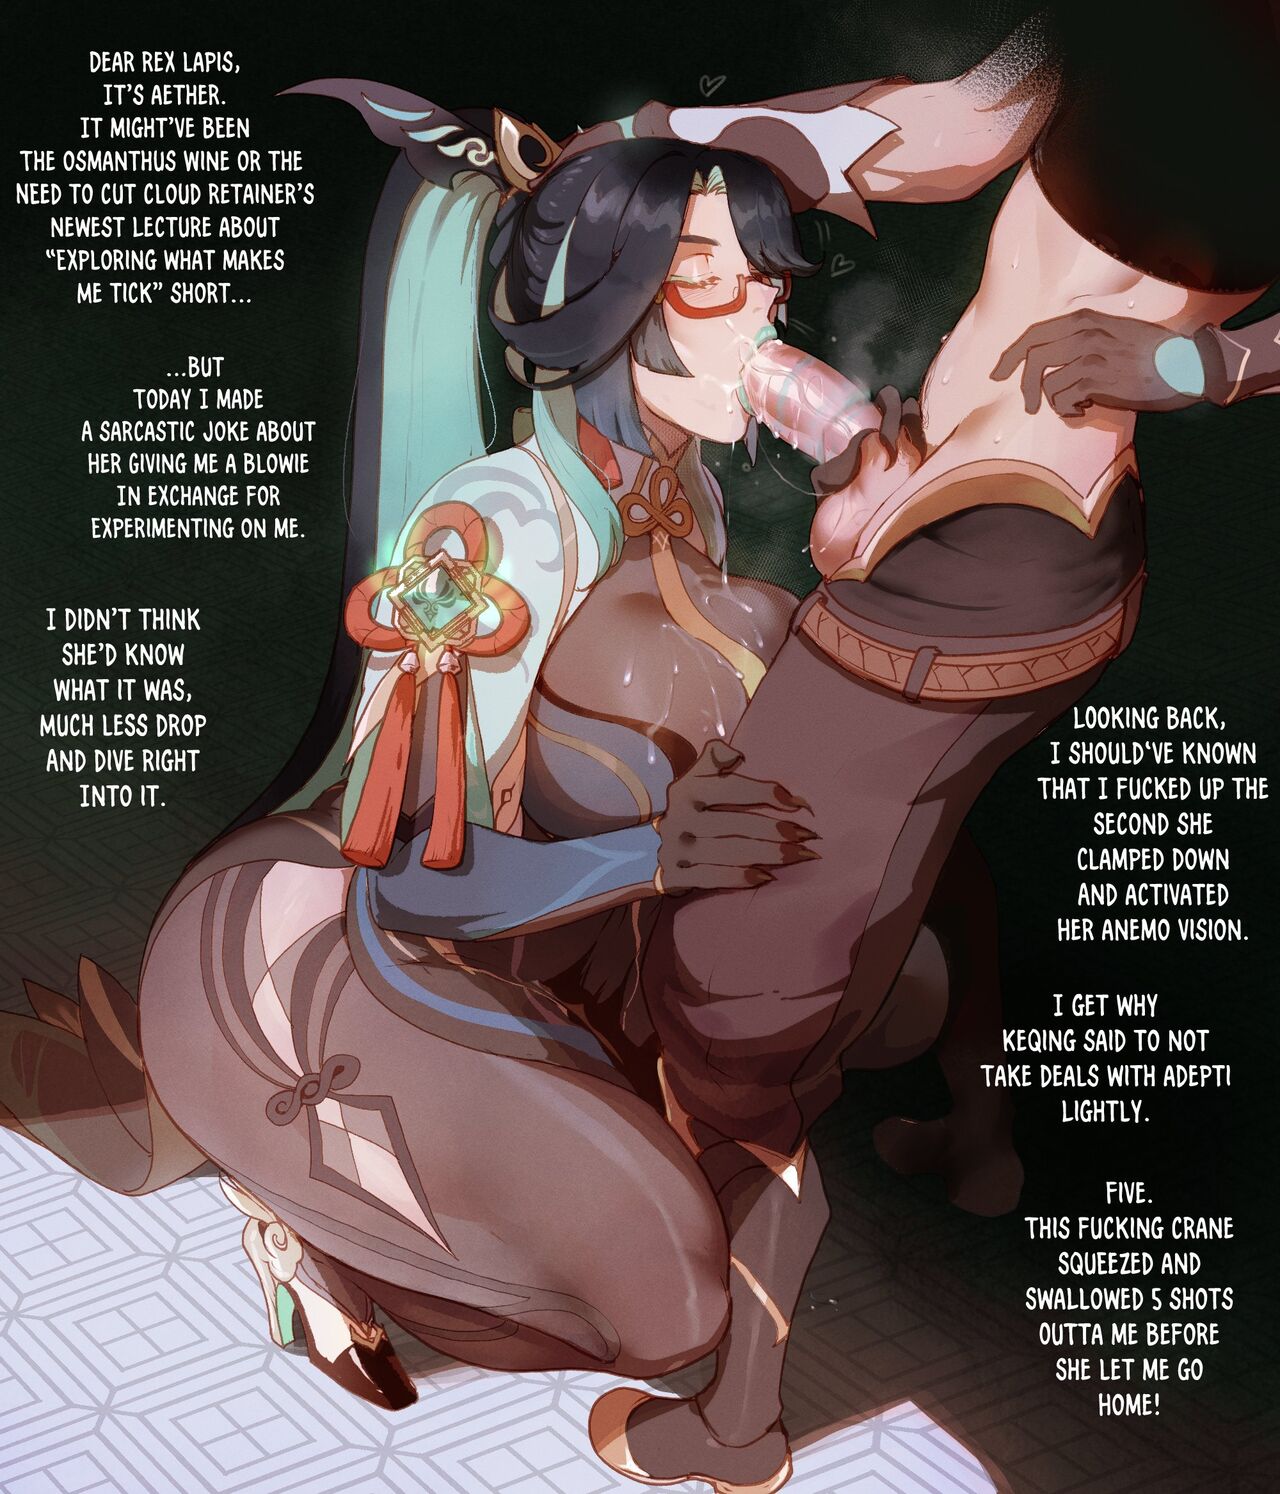 DEAR REX LAPIS,
IT'S AETHER.
IT MIGHT'VE BEEN
THE OSMANTHUS WINE OR THE
NEED TO CUT CLOUD RETAINER'S
NEWEST LECTURE ABOUT
"EXPLORING WHAT MAKES
ME TICK" SHORT...
...BUT
TODAY I MADE
A SARCASTIC JOKE ABOUT
HER GIVING ME A BLOWIE
IN EXCHANGE FOR
EXPERIMENTING ON ME.
I DIDN'T THINK
SHE'D KNOW
WHAT IT WAS,
MUCH LESS DROP
AND DIVE RIGHT
INTO IT.
LOOKING BACK,
I SHOULD'VE KNOWN
THAT I FUCKED UP THE
SECOND SHE
CLAMPED DOWN
AND ACTIVATED
HER ANEMO VISION.
I GET WHY
KEQING SAID TO NOT
TAKE DEALS WITH ADEPTI
LIGHTLY.
FIVE.
THIS FUCKING CRANE
SQUEEZED AND
SWALLOWED 5 SHOTS
OUTTA ME BEFORE
SHE LET ME GO
HOME!